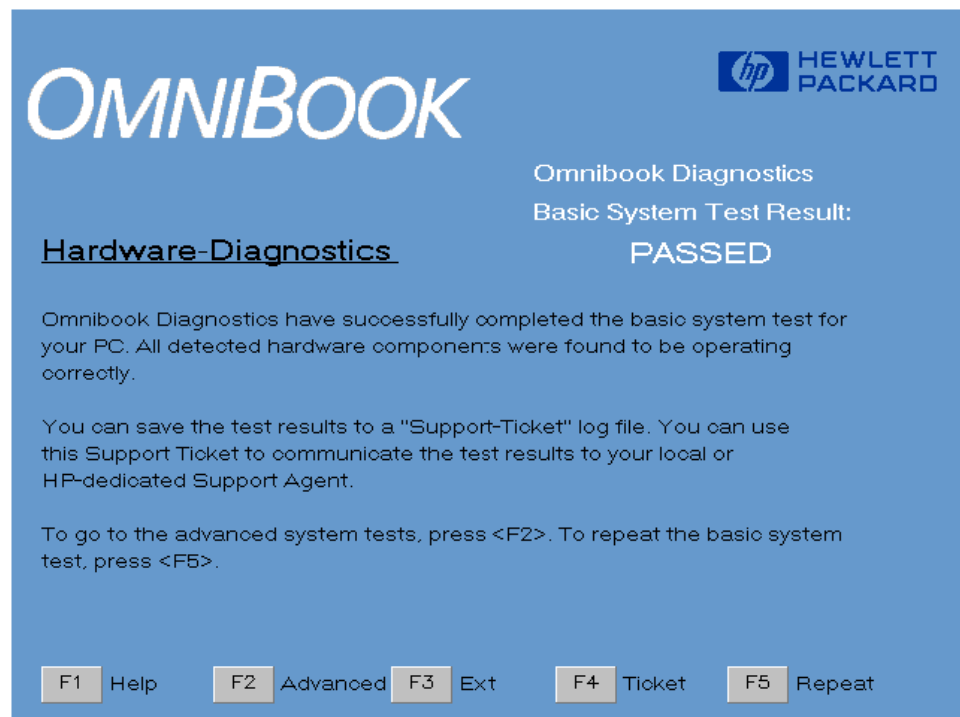 OMNIBOOK
hp HEWLETT
PACKARD
Omnibook Diagnostics
Basic System Test Result:
PASSED
Hardware-Diagnostics
Omnibook Diagnostics have successfully completed the basic system test for
your PC. All detected hardware components were found to be operating
correctly.
You can save the test results to a "Support-Ticket" log file. You can use
this Support Ticket to communicate the test results to your local or
HP-dedicated Support Agent.
To go to the advanced system tests, press <F2>. To repeat the basic system
test, press <F5>.
F1 Help F2 Advanced F3 Ext F4 Ticket F5 Repeat